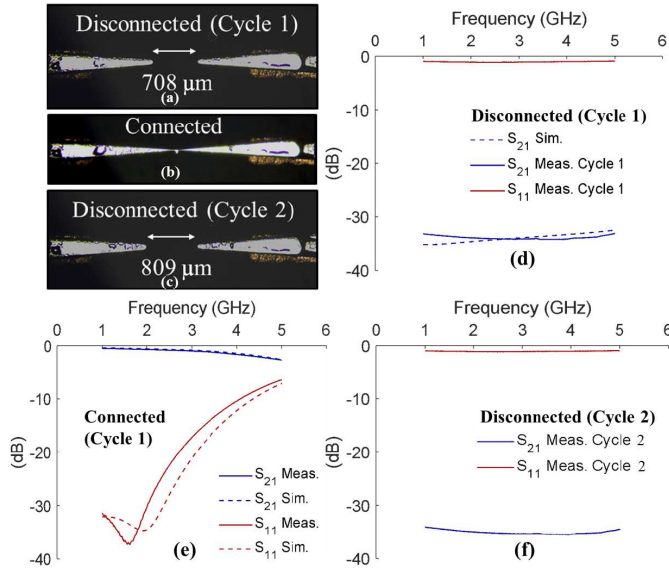 Disconnected (Cycle 1)
708 µm
(a)
Connected
(b)
Disconnected (Cycle 2)
809 µm
(c)
Frequency (GHz)
0 1 2 3 4 5 6
0
-10
-20
-30
-40
(dB)
Disconnected (Cycle 1)
S21 Sim.
S21 Meas. Cycle 1
S11 Meas. Cycle 1
(d)
Frequency (GHz)
0 1 2 3 4 5 6
0
-10
-20
-30
-40
(dB)
Connected
(Cycle 1)
S21 Meas.
S21 Sim.
S11 Meas.
S11 Sim.
(e)
Frequency (GHz)
0 1 2 3 4 5 6
0
-10
-20
-30
-40
(dB)
Disconnected (Cycle 2)
S21 Meas. Cycle 2
S11 Meas. Cycle 2
(f)